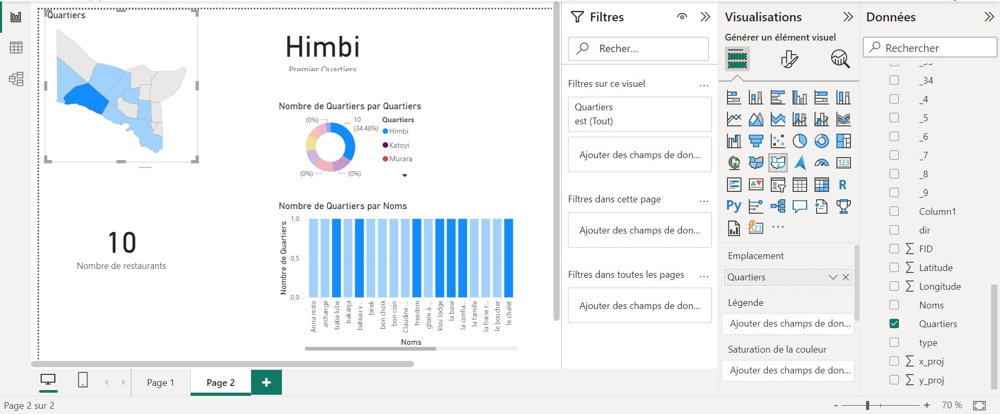 Quartiers
Himbi
Premier Quartiers
Nombre de Quartiers par Quartiers
(0%)
10
(34,48%)
(0%)
(0%)
Quartiers
Himbi
Katoyi
Murara
10
Nombre de restaurants
Nombre de Quartiers par Noms
Nombre de Quartiers
1,0
0,5
0,0
Anna resto
archange
baba lube
bakanja
bateau v...
birek
bon choix
bon coin
Claudine ...
freedom
gloire à ...
kivu lodge
la base
la confia...
la famille
la fraise r...
le boucher
le chalet
Noms
Page 1
Page 2
+
Page 2 sur 2
Filtres
Recher...
Filtres sur ce visuel
...
Quartiers
est (Tout)
Ajouter des champs de don...
Filtres dans cette page
...
Ajouter des champs de don...
Filtres dans toutes les pages
...
Ajouter des champs de don...
Visualisations
Générer un élément visuel
123
R
Py
123
...
Emplacement
Quartiers
Légende
Ajouter des champs de don...
Saturation de la couleur
Ajouter des champs de don...
Données
Rechercher
_34
_4
_5
_6
_7
_8
_9
Column1
dir
∑ FID
∑ Latitude
∑ Longitude
Noms
Quartiers
type
∑ x_proj
∑ y_proj
- + 70 %